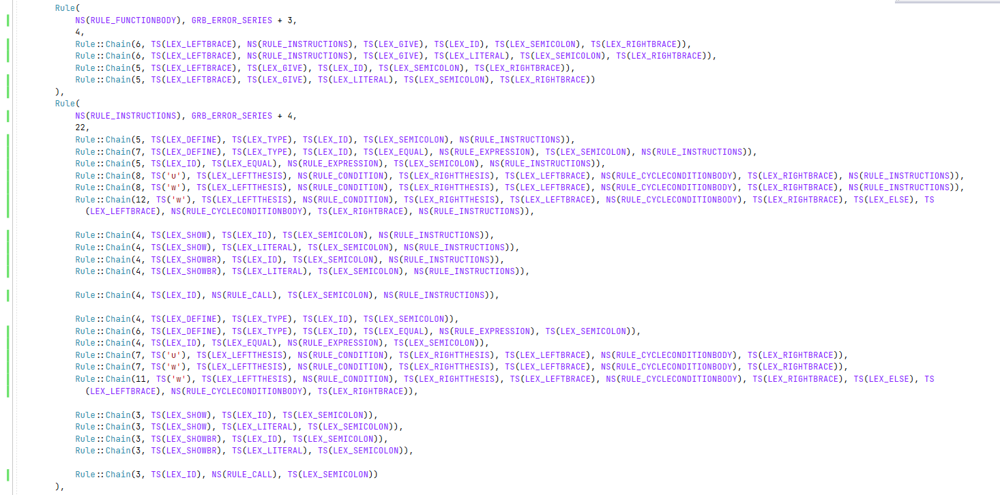 Rule(
NS(RULE_FUNCTIONBODY), GRB_ERROR_SERIES + 3,
4,
Rule::Chain(6, TS(LEX_LEFTBRACE), NS(RULE_INSTRUCTIONS), TS(LEX_GIVE), TS(LEX_ID), TS(LEX_SEMICOLON), TS(LEX_RIGHTBRACE)),
Rule::Chain(6, TS(LEX_LEFTBRACE), NS(RULE_INSTRUCTIONS), TS(LEX_GIVE), TS(LEX_LITERAL), TS(LEX_SEMICOLON), TS(LEX_RIGHTBRACE)),
Rule::Chain(5, TS(LEX_LEFTBRACE), TS(LEX_GIVE), TS(LEX_ID), TS(LEX_SEMICOLON), TS(LEX_RIGHTBRACE)),
Rule::Chain(5, TS(LEX_LEFTBRACE), TS(LEX_GIVE), TS(LEX_LITERAL), TS(LEX_SEMICOLON), TS(LEX_RIGHTBRACE))
),
Rule(
NS(RULE_INSTRUCTIONS), GRB_ERROR_SERIES + 4,
22,
Rule::Chain(5, TS(LEX_DEFINE), TS(LEX_TYPE), TS(LEX_ID), TS(LEX_SEMICOLON), NS(RULE_INSTRUCTIONS)),
Rule::Chain(7, TS(LEX_DEFINE), TS(LEX_TYPE), TS(LEX_ID), TS(LEX_EQUAL), NS(RULE_EXPRESSION), TS(LEX_SEMICOLON), NS(RULE_INSTRUCTIONS)),
Rule::Chain(5, TS(LEX_ID), TS(LEX_EQUAL), NS(RULE_EXPRESSION), TS(LEX_SEMICOLON), NS(RULE_INSTRUCTIONS)),
Rule::Chain(8, TS('u'), TS(LEX_LEFTTHESIS), NS(RULE_CONDITION), TS(LEX_RIGHTTHESIS), TS(LEX_LEFTBRACE), NS(RULE_CYCLECONDITIONBODY), TS(LEX_RIGHTBRACE), NS(RULE_INSTRUCTIONS)),
Rule::Chain(8, TS('w'), TS(LEX_LEFTTHESIS), NS(RULE_CONDITION), TS(LEX_RIGHTTHESIS), TS(LEX_LEFTBRACE), NS(RULE_CYCLECONDITIONBODY), TS(LEX_RIGHTBRACE), NS(RULE_INSTRUCTIONS)),
Rule::Chain(12, TS('w'), TS(LEX_LEFTTHESIS), NS(RULE_CONDITION), TS(LEX_RIGHTTHESIS), TS(LEX_LEFTBRACE), NS(RULE_CYCLECONDITIONBODY), TS(LEX_RIGHTBRACE), TS(LEX_ELSE), TS
(LEX_LEFTBRACE), NS(RULE_CYCLECONDITIONBODY), TS(LEX_RIGHTBRACE), NS(RULE_INSTRUCTIONS)),
Rule::Chain(4, TS(LEX_SHOW), TS(LEX_ID), TS(LEX_SEMICOLON), NS(RULE_INSTRUCTIONS)),
Rule::Chain(4, TS(LEX_SHOW), TS(LEX_LITERAL), TS(LEX_SEMICOLON), NS(RULE_INSTRUCTIONS)),
Rule::Chain(4, TS(LEX_SHOWBR), TS(LEX_ID), TS(LEX_SEMICOLON), NS(RULE_INSTRUCTIONS)),
Rule::Chain(4, TS(LEX_SHOWBR), TS(LEX_LITERAL), TS(LEX_SEMICOLON), NS(RULE_INSTRUCTIONS)),
Rule::Chain(4, TS(LEX_ID), NS(RULE_CALL), TS(LEX_SEMICOLON), NS(RULE_INSTRUCTIONS)),
Rule::Chain(4, TS(LEX_DEFINE), TS(LEX_TYPE), TS(LEX_ID), TS(LEX_SEMICOLON)),
Rule::Chain(6, TS(LEX_DEFINE), TS(LEX_TYPE), TS(LEX_ID), TS(LEX_EQUAL), NS(RULE_EXPRESSION), TS(LEX_SEMICOLON)),
Rule::Chain(4, TS(LEX_ID), TS(LEX_EQUAL), NS(RULE_EXPRESSION), TS(LEX_SEMICOLON)),
Rule::Chain(7, TS('u'), TS(LEX_LEFTTHESIS), NS(RULE_CONDITION), TS(LEX_RIGHTTHESIS), TS(LEX_LEFTBRACE), NS(RULE_CYCLECONDITIONBODY), TS(LEX_RIGHTBRACE)),
Rule::Chain(7, TS('w'), TS(LEX_LEFTTHESIS), NS(RULE_CONDITION), TS(LEX_RIGHTTHESIS), TS(LEX_LEFTBRACE), NS(RULE_CYCLECONDITIONBODY), TS(LEX_RIGHTBRACE)),
Rule::Chain(11, TS('w'), TS(LEX_LEFTTHESIS), NS(RULE_CONDITION), TS(LEX_RIGHTTHESIS), TS(LEX_LEFTBRACE), NS(RULE_CYCLECONDITIONBODY), TS(LEX_RIGHTBRACE), TS(LEX_ELSE), TS
(LEX_LEFTBRACE), NS(RULE_CYCLECONDITIONBODY), TS(LEX_RIGHTBRACE)),
Rule::Chain(3, TS(LEX_SHOW), TS(LEX_ID), TS(LEX_SEMICOLON)),
Rule::Chain(3, TS(LEX_SHOW), TS(LEX_LITERAL), TS(LEX_SEMICOLON)),
Rule::Chain(3, TS(LEX_SHOWBR), TS(LEX_ID), TS(LEX_SEMICOLON)),
Rule::Chain(3, TS(LEX_SHOWBR), TS(LEX_LITERAL), TS(LEX_SEMICOLON)),
Rule::Chain(3, TS(LEX_ID), NS(RULE_CALL), TS(LEX_SEMICOLON))
),